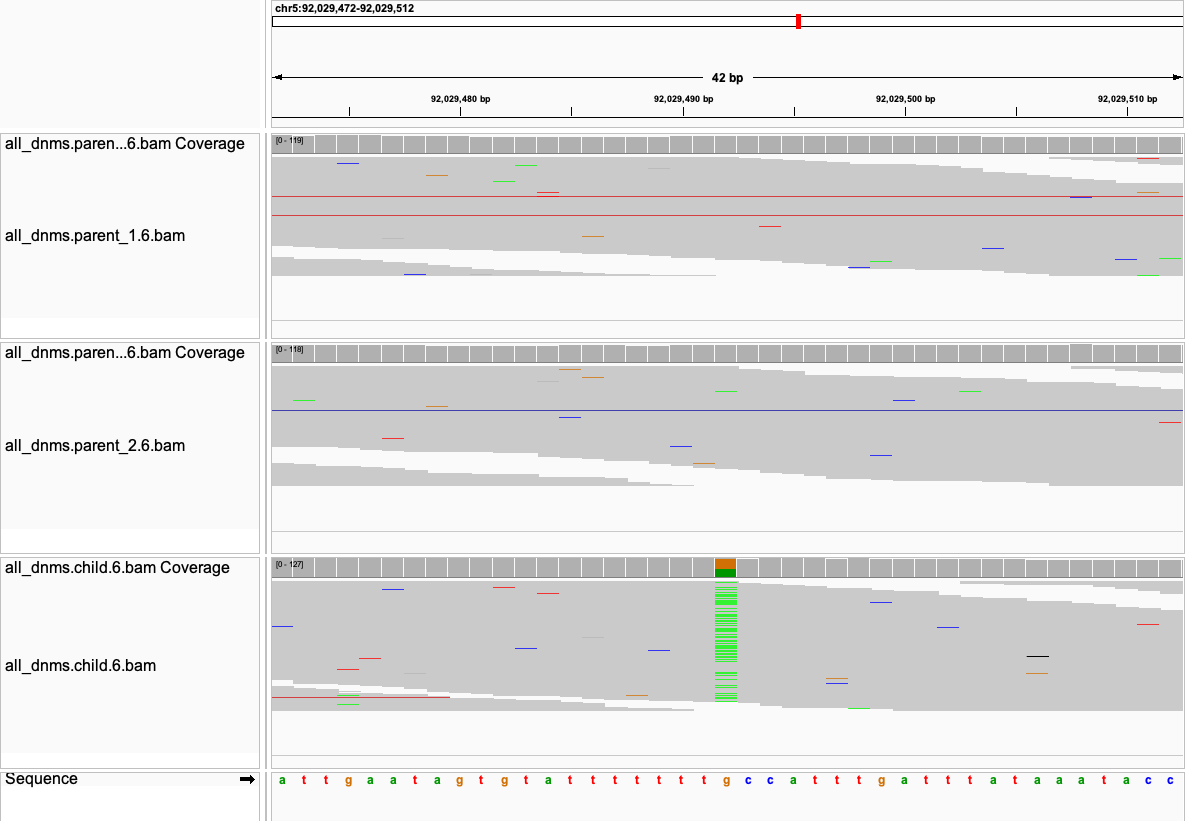 chr5:92,029,472-92,029,512
42 bp
92,029,480 bp 92,029,490 bp 92,029,500 bp 92,029,510 bp
all_dnms.paren...6.bam Coverage
[0 - 119]
all_dnms.parent_1.6.bam
all_dnms.paren...6.bam Coverage
[0 - 118]
all_dnms.parent_2.6.bam
all_dnms.child.6.bam Coverage
[0 - 127]
all_dnms.child.6.bam
Sequence
a t t g a a t a g t g t a t t t t t t t g c c a t t t g a t t t a t a a a t a c c